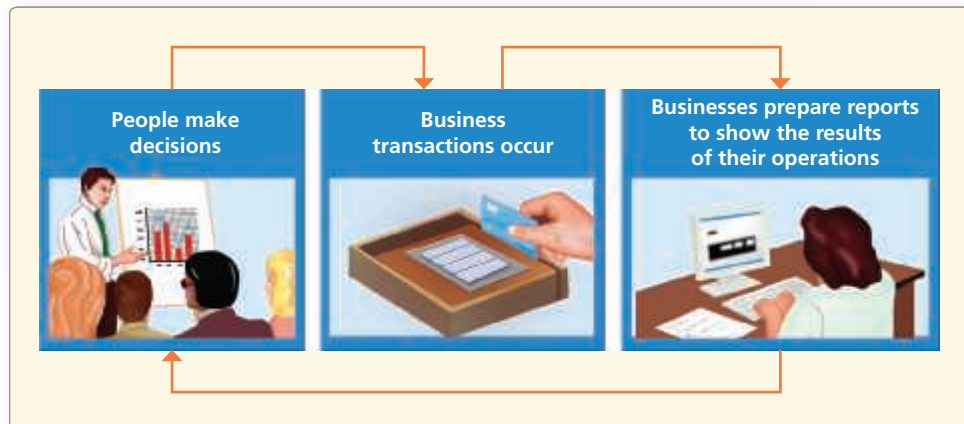 People make
decisions
Business
transactions occur
Businesses prepare reports
to show the results
of their operations